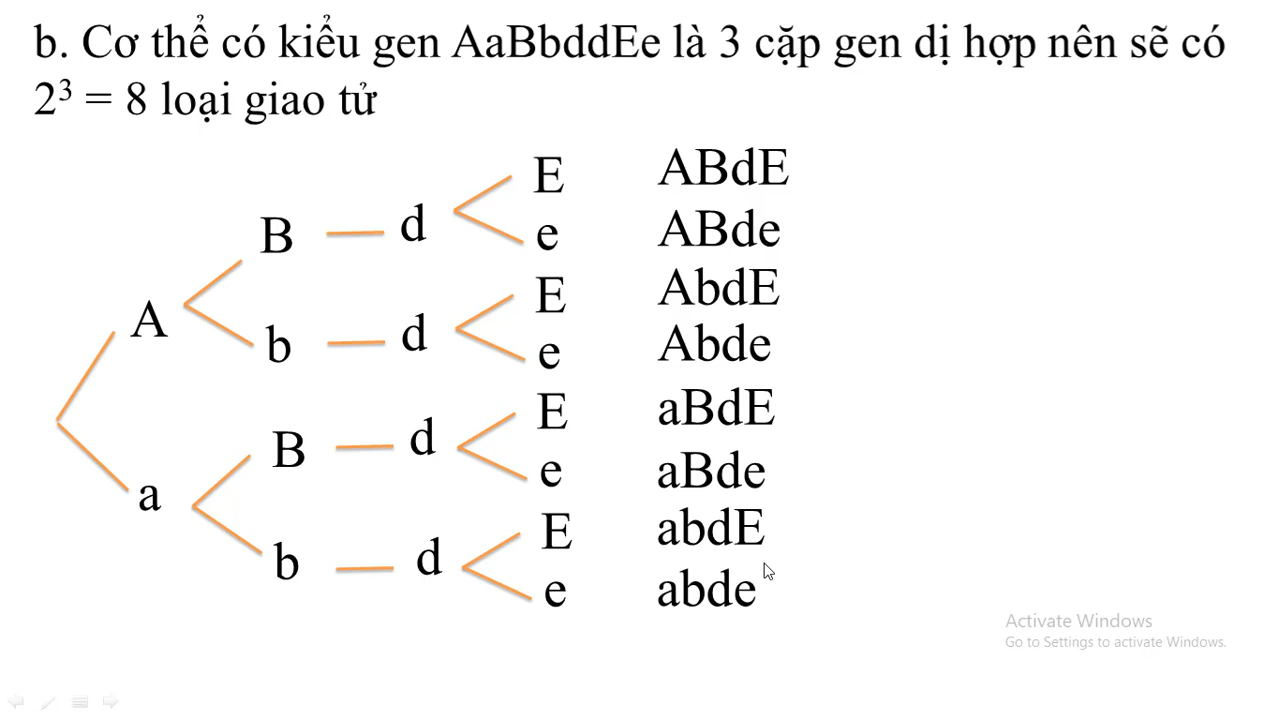 b. Cơ thể có kiểu gen AaBbddEe là 3 cặp gen dị hợp nên sẽ có
2³ = 8 loại giao tử
E ABdE
B d
e ABde
A
E AbdE
b d
e Abde
E aBdE
B d
e aBde
a
E abdE
b d
e abde
Activate Windows
Go to Settings to activate Windows.